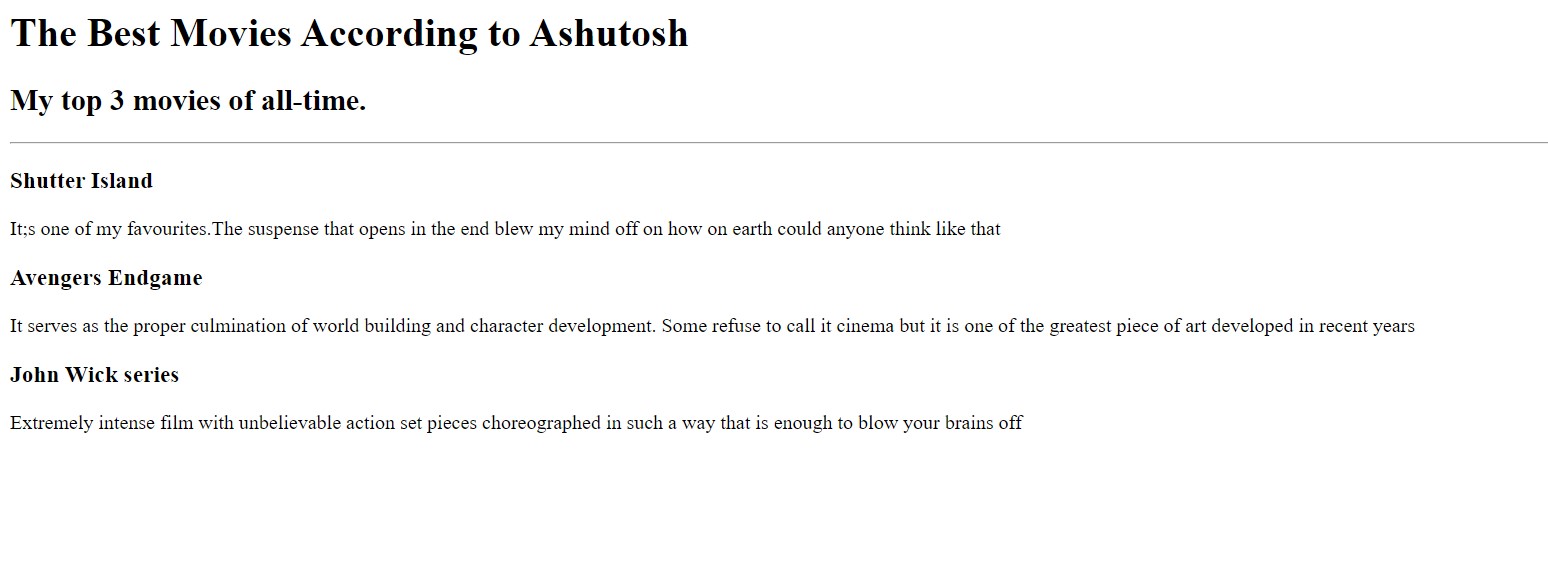 The Best Movies According to Ashutosh
My top 3 movies of all-time.
Shutter Island
It;s one of my favourites.The suspense that opens in the end blew my mind off on how on earth could anyone think like that
Avengers Endgame
It serves as the proper culmination of world building and character development. Some refuse to call it cinema but it is one of the greatest piece of art developed in recent years
John Wick series
Extremely intense film with unbelievable action set pieces choreographed in such a way that is enough to blow your brains off